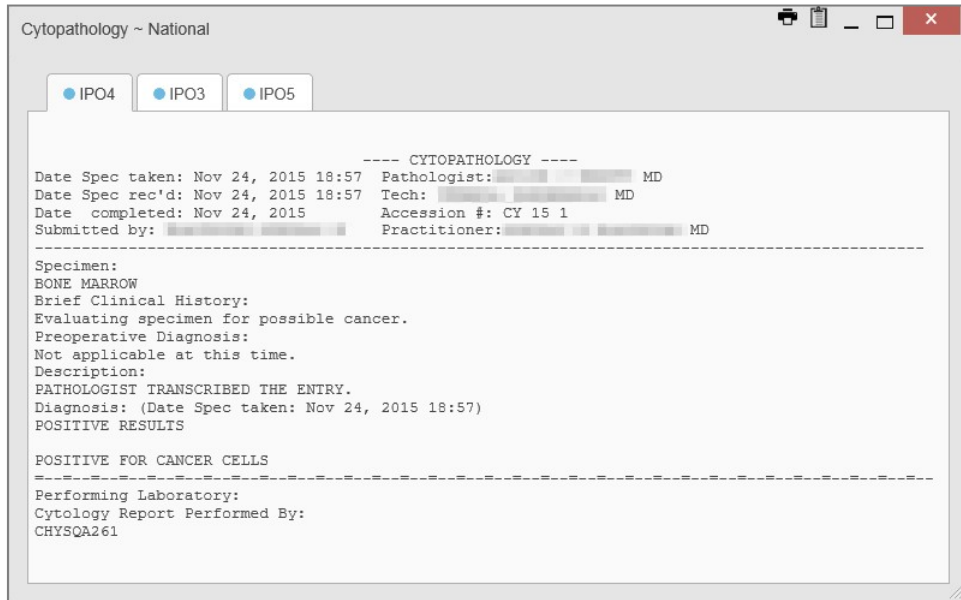 Cytopathology ~ National
IPO4 IPO3 IPO5
---- CYTOPATHOLOGY ----
Date Spec taken: Nov 24, 2015 18:57 Pathologist: MD
Date Spec rec'd: Nov 24, 2015 18:57 Tech: MD
Date completed: Nov 24, 2015 Accession #: CY 15 1
Submitted by: Practitioner: MD
Specimen:
BONE MARROW
Brief Clinical History:
Evaluating specimen for possible cancer.
Preoperative Diagnosis:
Not applicable at this time.
Description:
PATHOLOGIST TRANSCRIBED THE ENTRY.
Diagnosis: (Date Spec taken: Nov 24, 2015 18:57)
POSITIVE RESULTS
POSITIVE FOR CANCER CELLS
=--=--=--=--=--=--=--=--=--=--=--=--=--=--=--=--=--=--=--=--=--=--=--=--=--
Performing Laboratory:
Cytology Report Performed By:
CHYSQA261